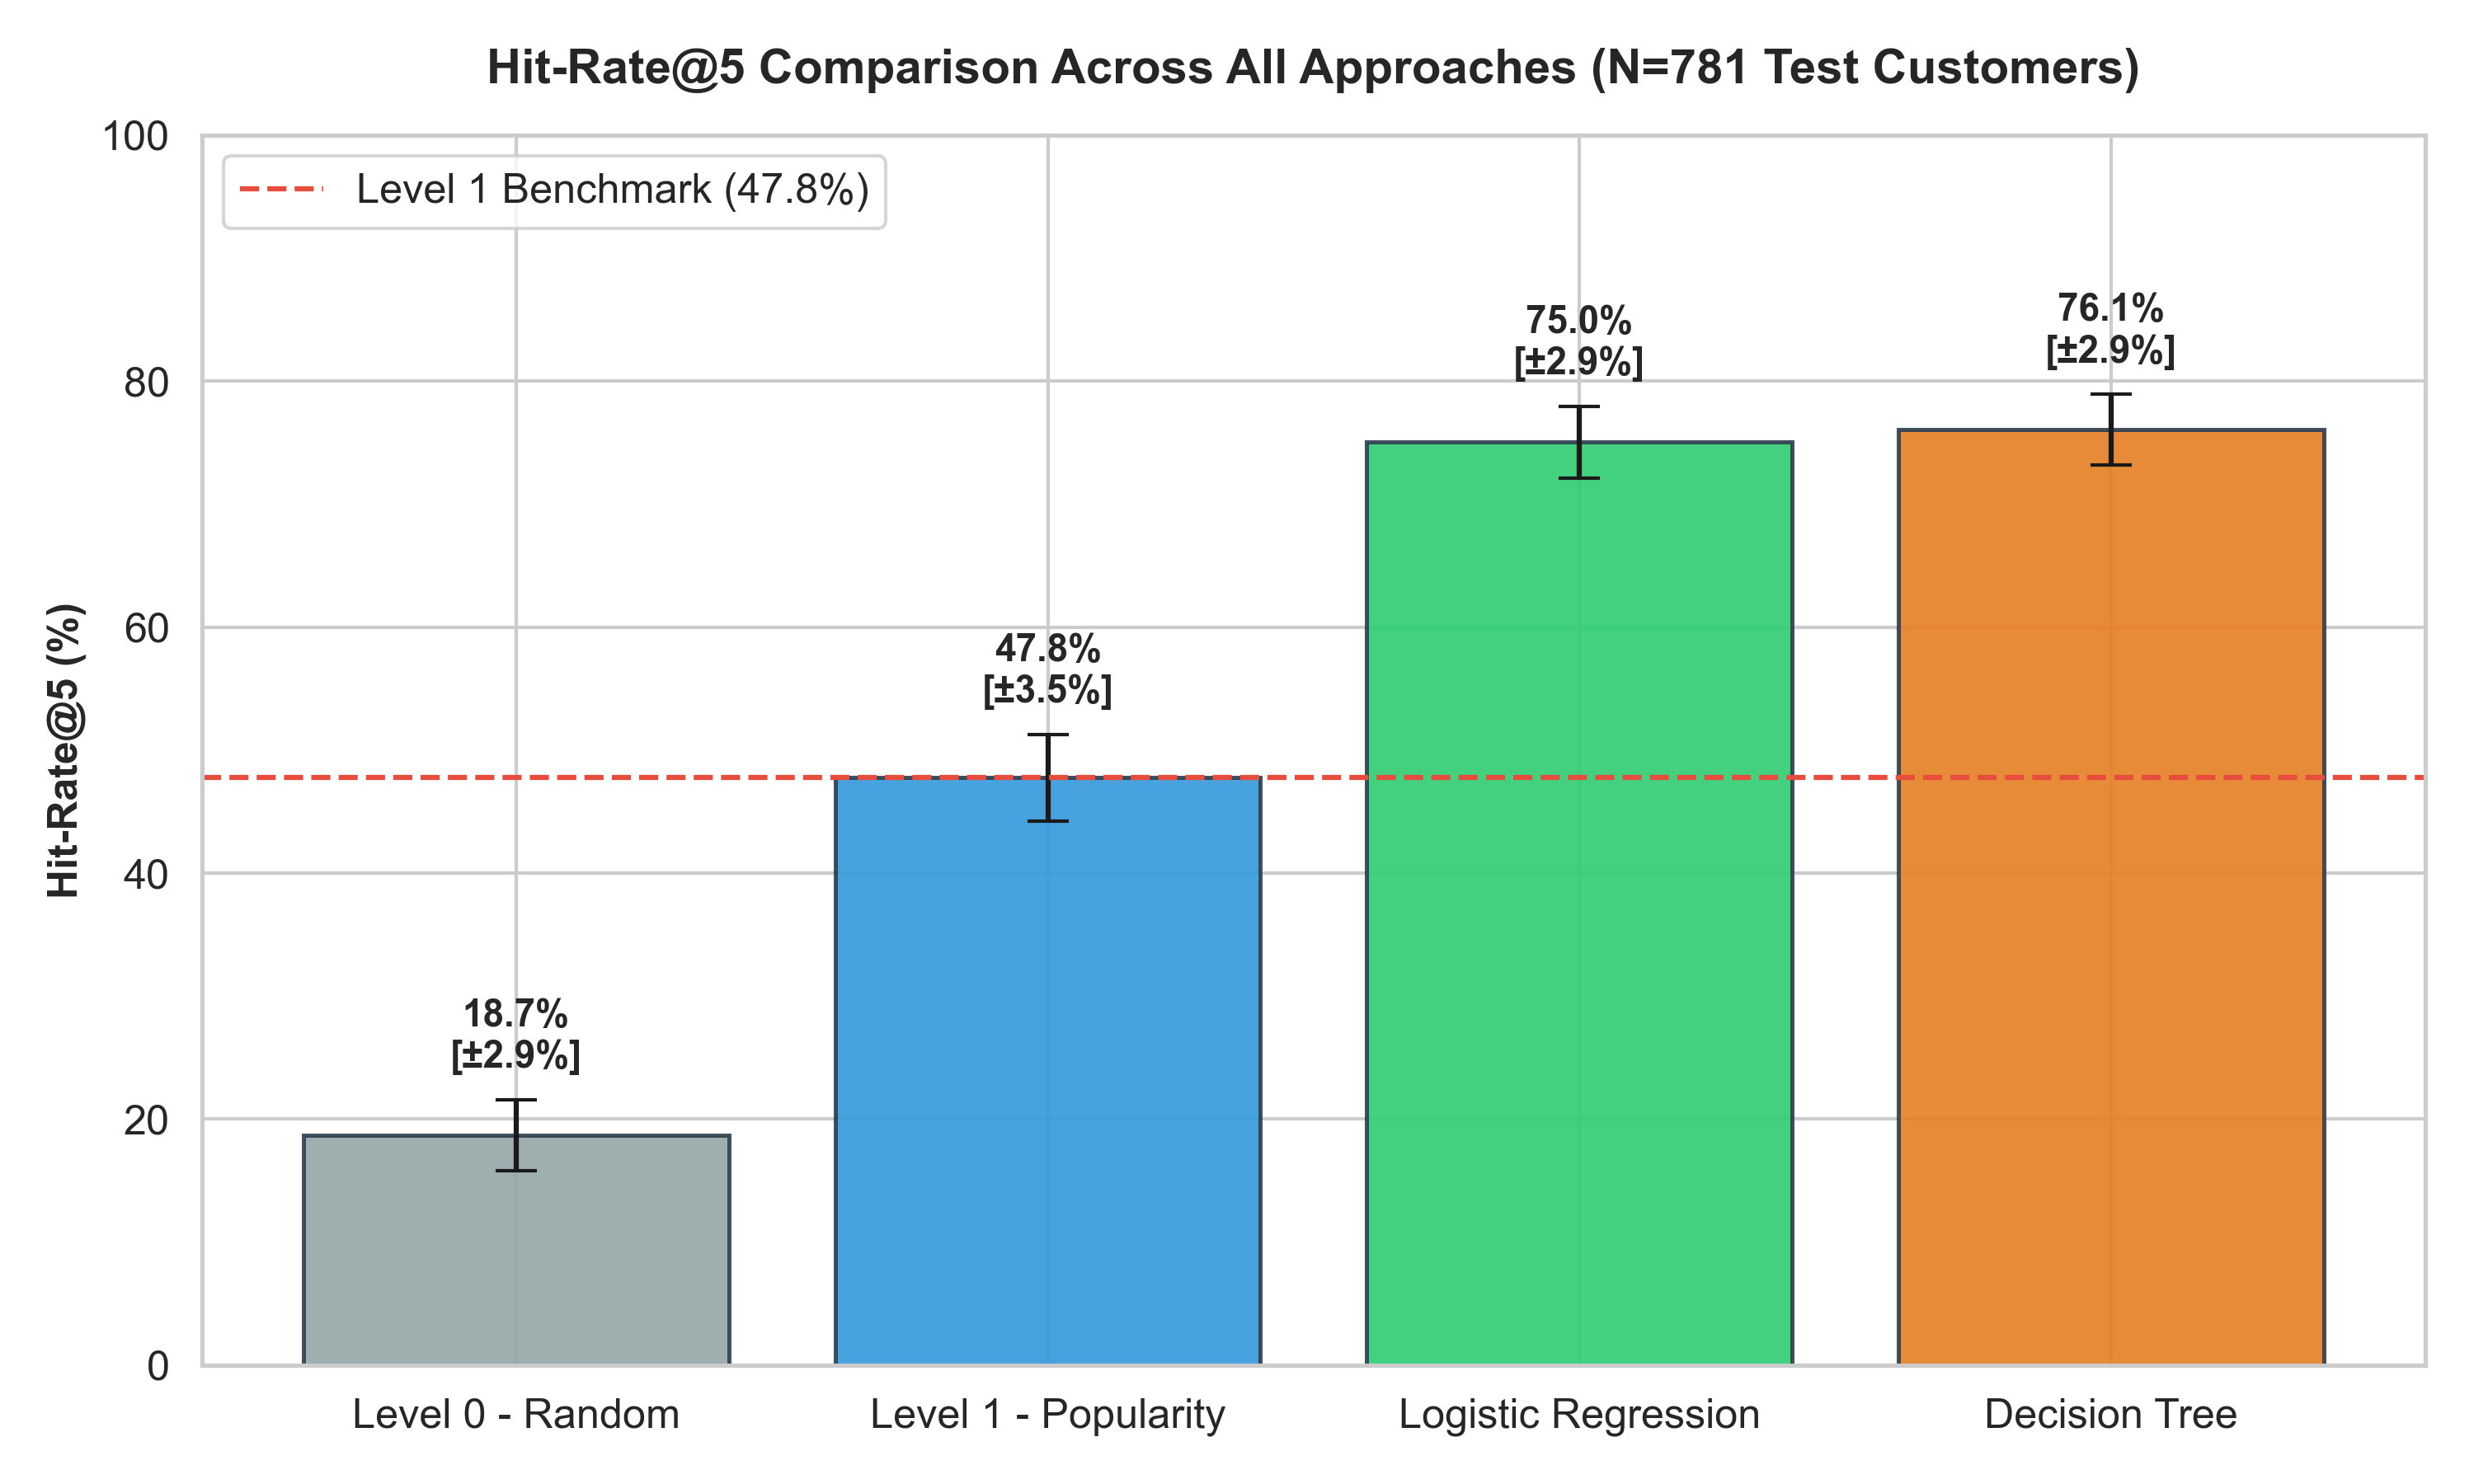 Hit-Rate@5 Comparison Across All Approaches (N=781 Test Customers)
Level 1 Benchmark (47.8%)
Hit-Rate@5 (%)
100
80
60
40
20
0
18.7%
[±2.9%]
47.8%
[±3.5%]
75.0%
[±2.9%]
76.1%
[±2.9%]
Level 0 - Random
Level 1 - Popularity
Logistic Regression
Decision Tree